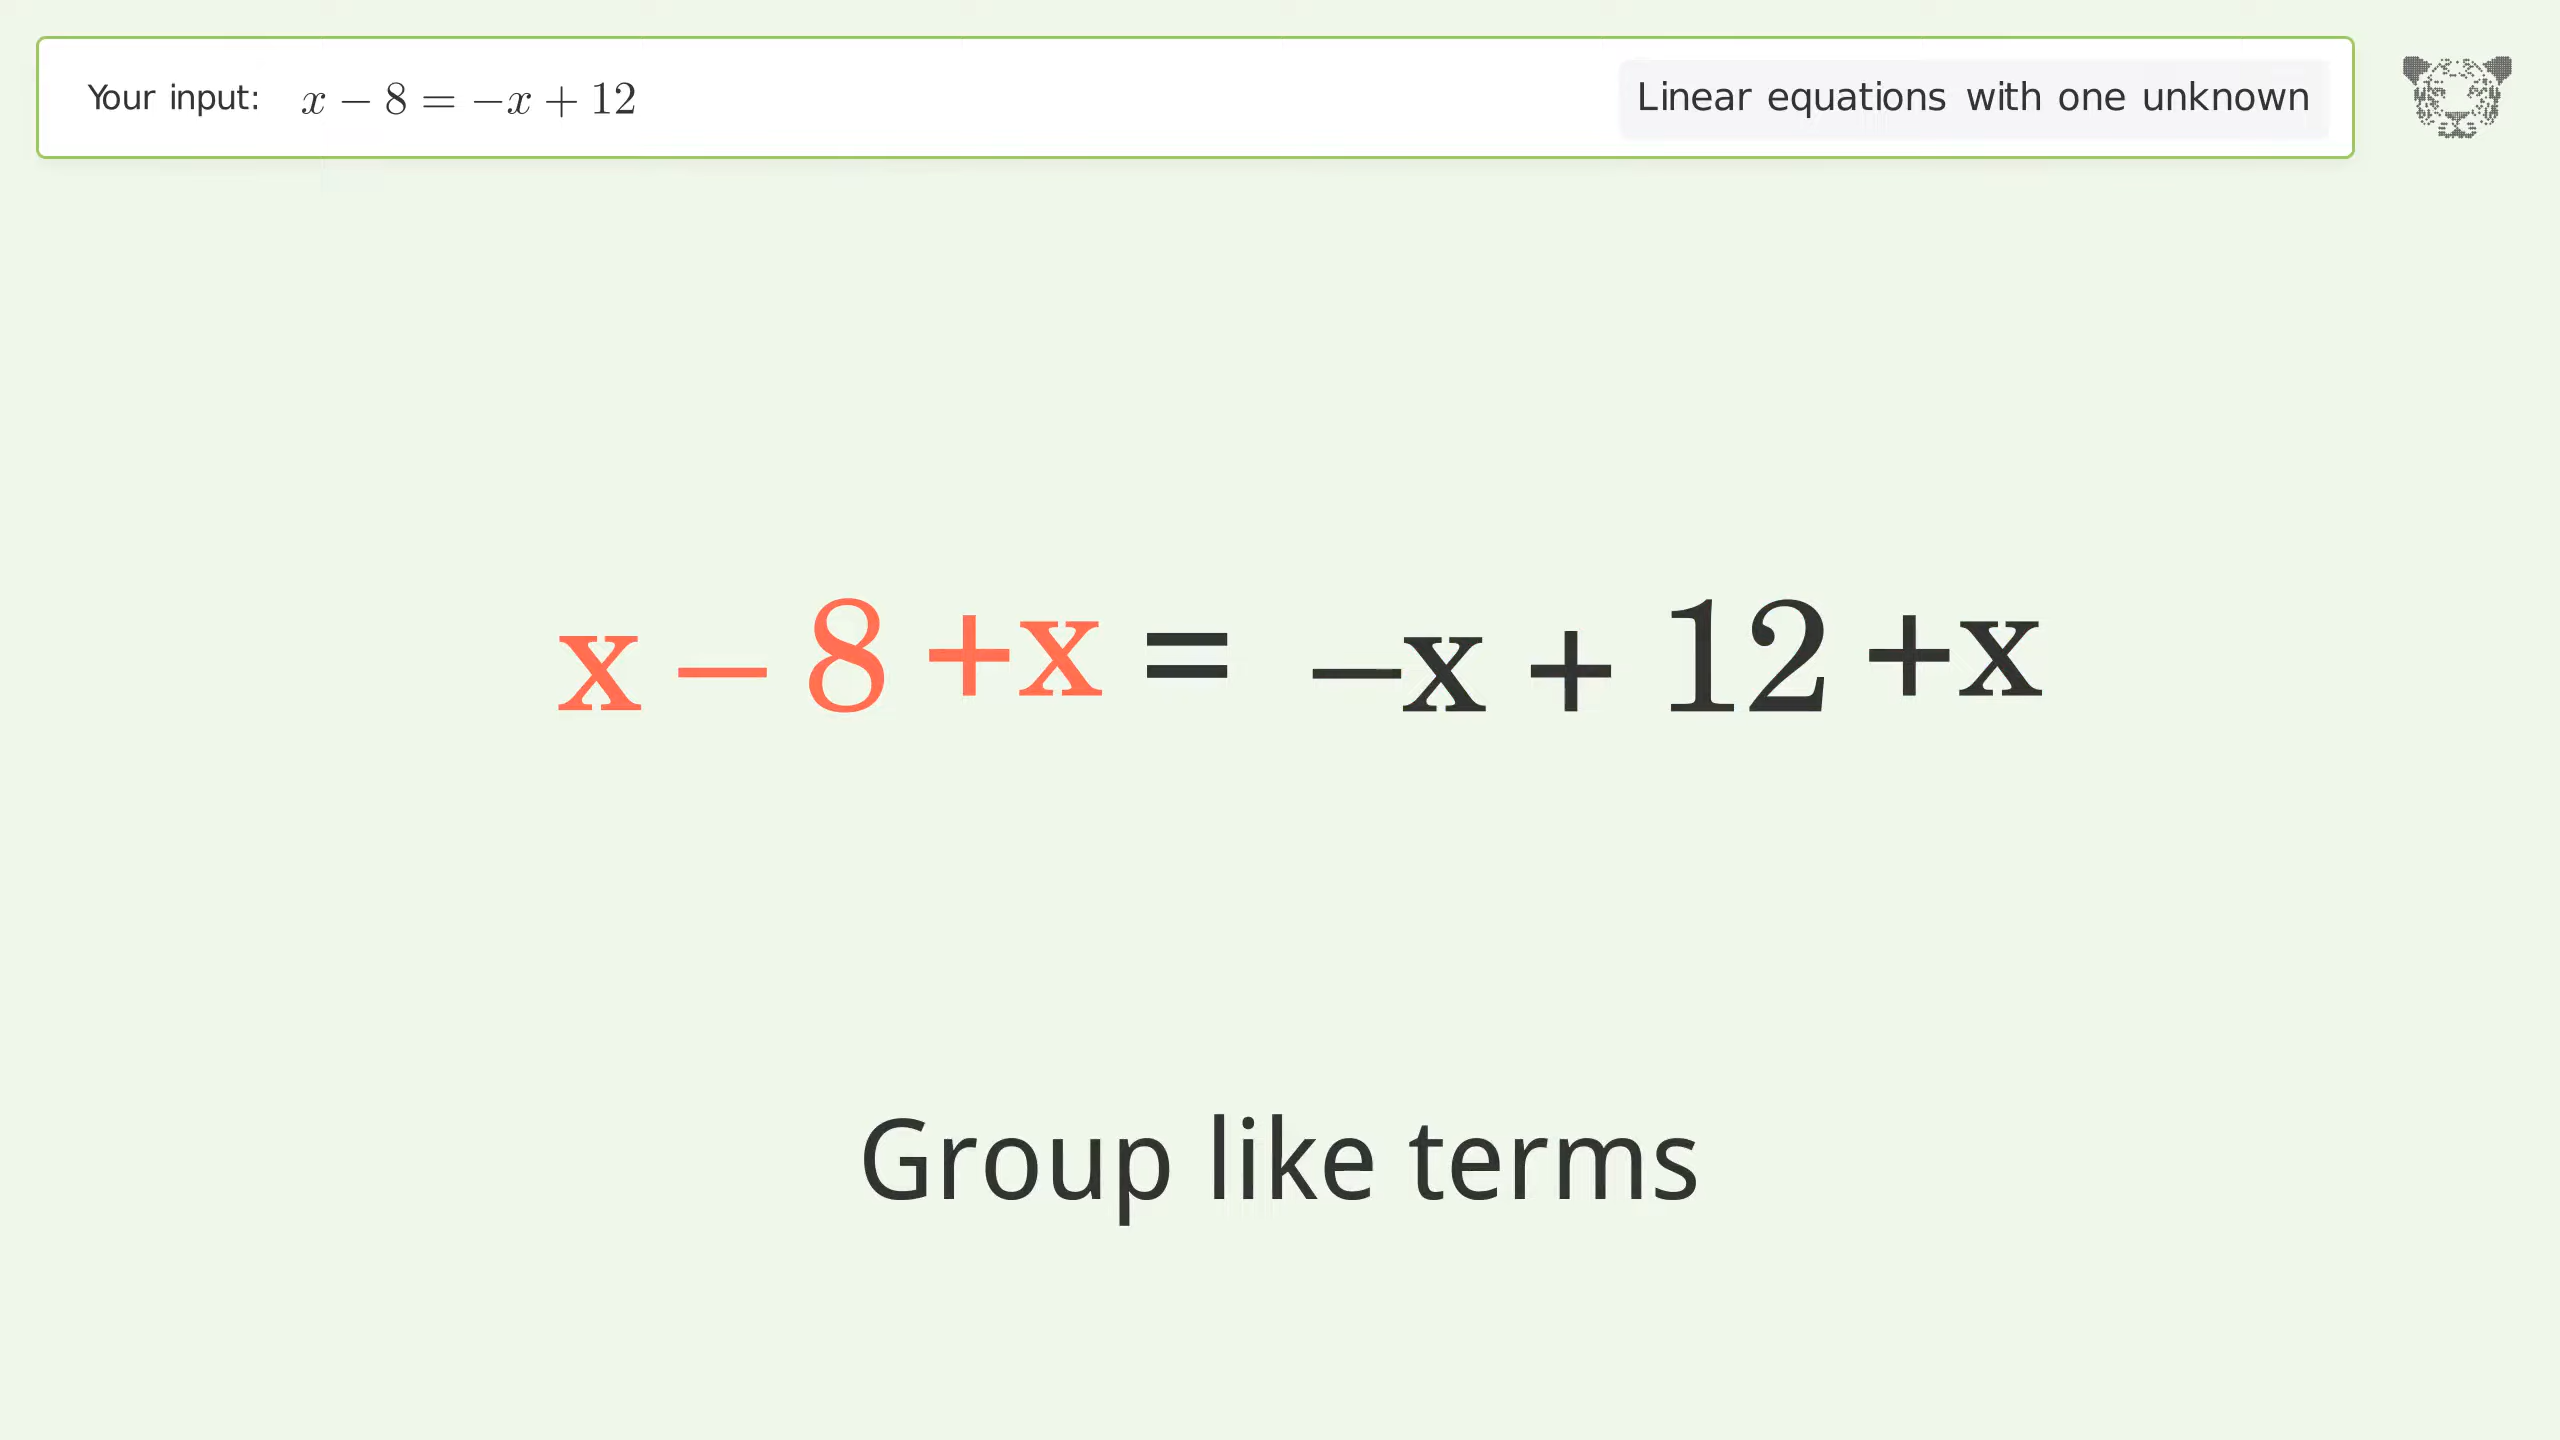 Your input: x − 8 = −x + 12
Linear equations with one unknown
x − 8 +x = −x + 12 +x
Group like terms